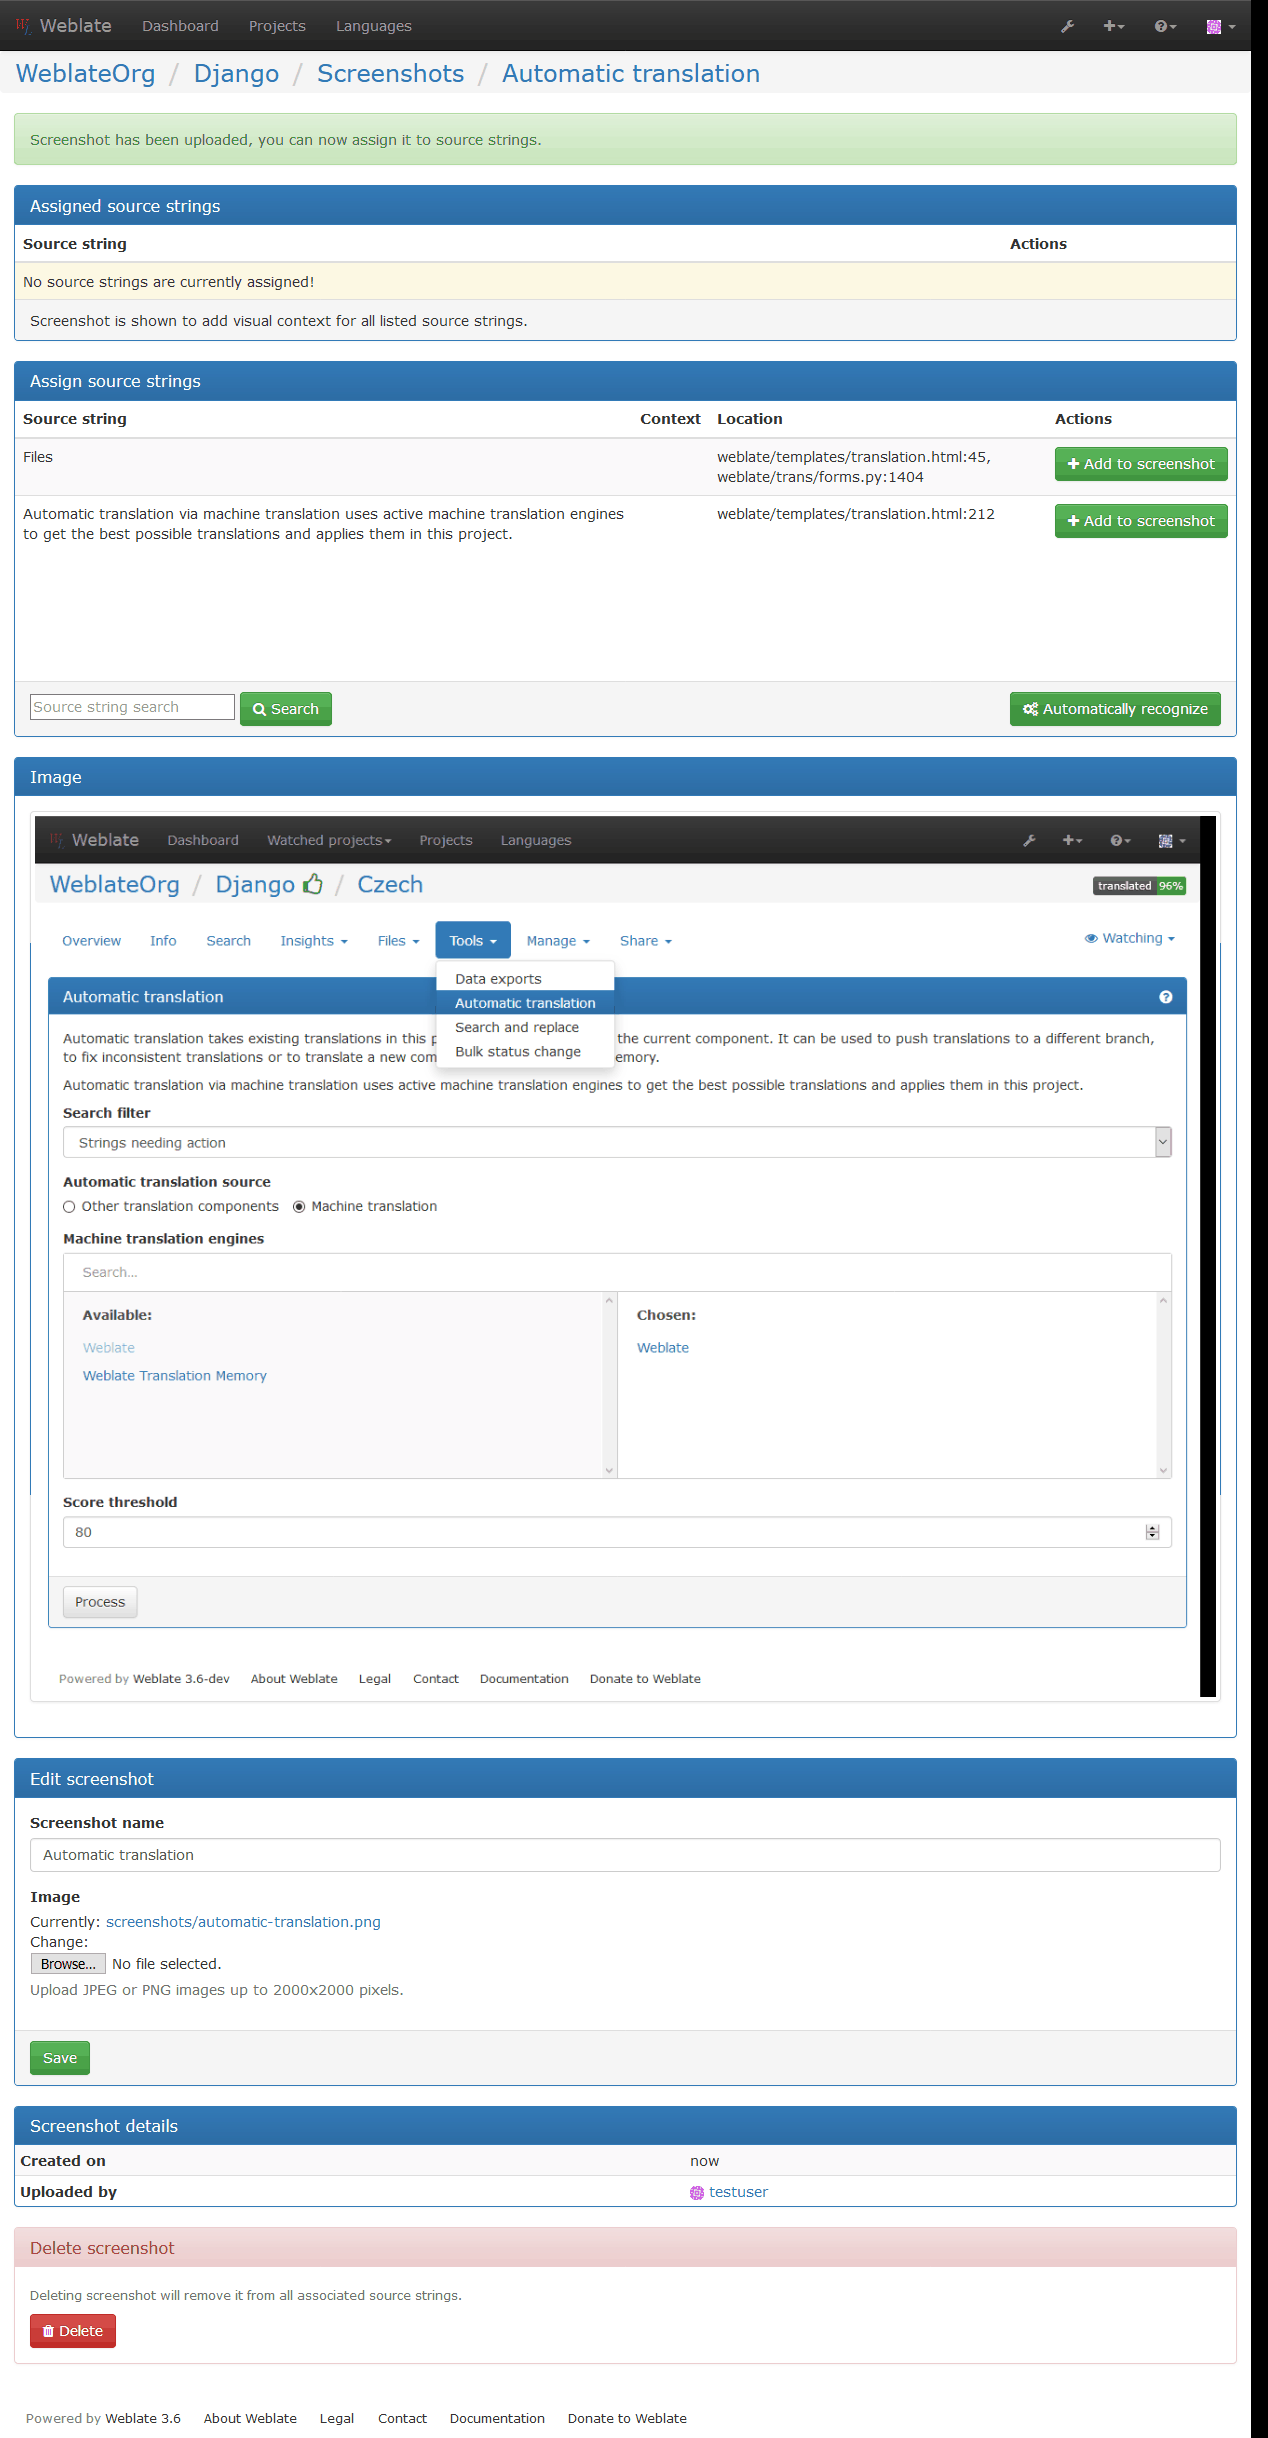 Weblate Dashboard Projects Languages
WeblateOrg / Django / Screenshots / Automatic translation
Screenshot has been uploaded, you can now assign it to source strings.
Assigned source strings
Source string Actions
No source strings are currently assigned!
Screenshot is shown to add visual context for all listed source strings.
Assign source strings
Source string Context Location Actions
Files weblate/templates/translation.html:45, Add to screenshot
weblate/trans/forms.py:1404
Automatic translation via machine translation uses active machine translation engines weblate/templates/translation.html:212 Add to screenshot
to get the best possible translations and applies them in this project.
Source string search Search Automatically recognize
Image
Weblate Dashboard Watched projects Projects Languages
WeblateOrg / Django / Czech translated 96%
Overview Info Search Insights Files Tools Manage Share Watching
Data exports
Automatic translation Automatic translation
Search and replace
Automatic translation takes existing translations in this p the current component. It can be used to push translations to a different branch,
Bulk status change
to fix inconsistent translations or to translate a new com emory.
Automatic translation via machine translation uses active machine translation engines to get the best possible translations and applies them in this project.
Search filter
Strings needing action
Automatic translation source
Other translation components Machine translation
Machine translation engines
Search...
Available: Chosen:
Weblate Weblate
Weblate Translation Memory
Score threshold
80
Process
Powered by Weblate 3.6-dev About Weblate Legal Contact Documentation Donate to Weblate
Edit screenshot
Screenshot name
Automatic translation
Image
Currently: screenshots/automatic-translation.png
Change:
Browse... No file selected.
Upload JPEG or PNG images up to 2000x2000 pixels.
Save
Screenshot details
Created on now
Uploaded by testuser
Delete screenshot
Deleting screenshot will remove it from all associated source strings.
Delete
Powered by Weblate 3.6 About Weblate Legal Contact Documentation Donate to Weblate